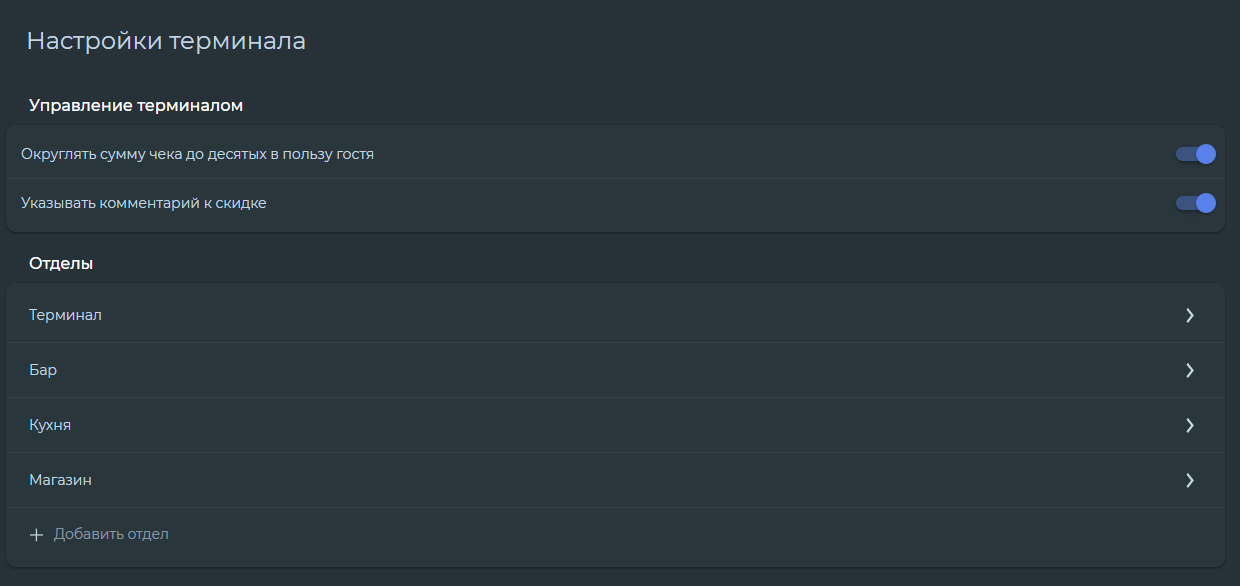 Настройки терминала
Управление терминалом
Округлять сумму чека до десятых в пользу гостя
Указывать комментарий к скидке
Отделы
Терминал
Бар
Кухня
Магазин
Добавить отдел